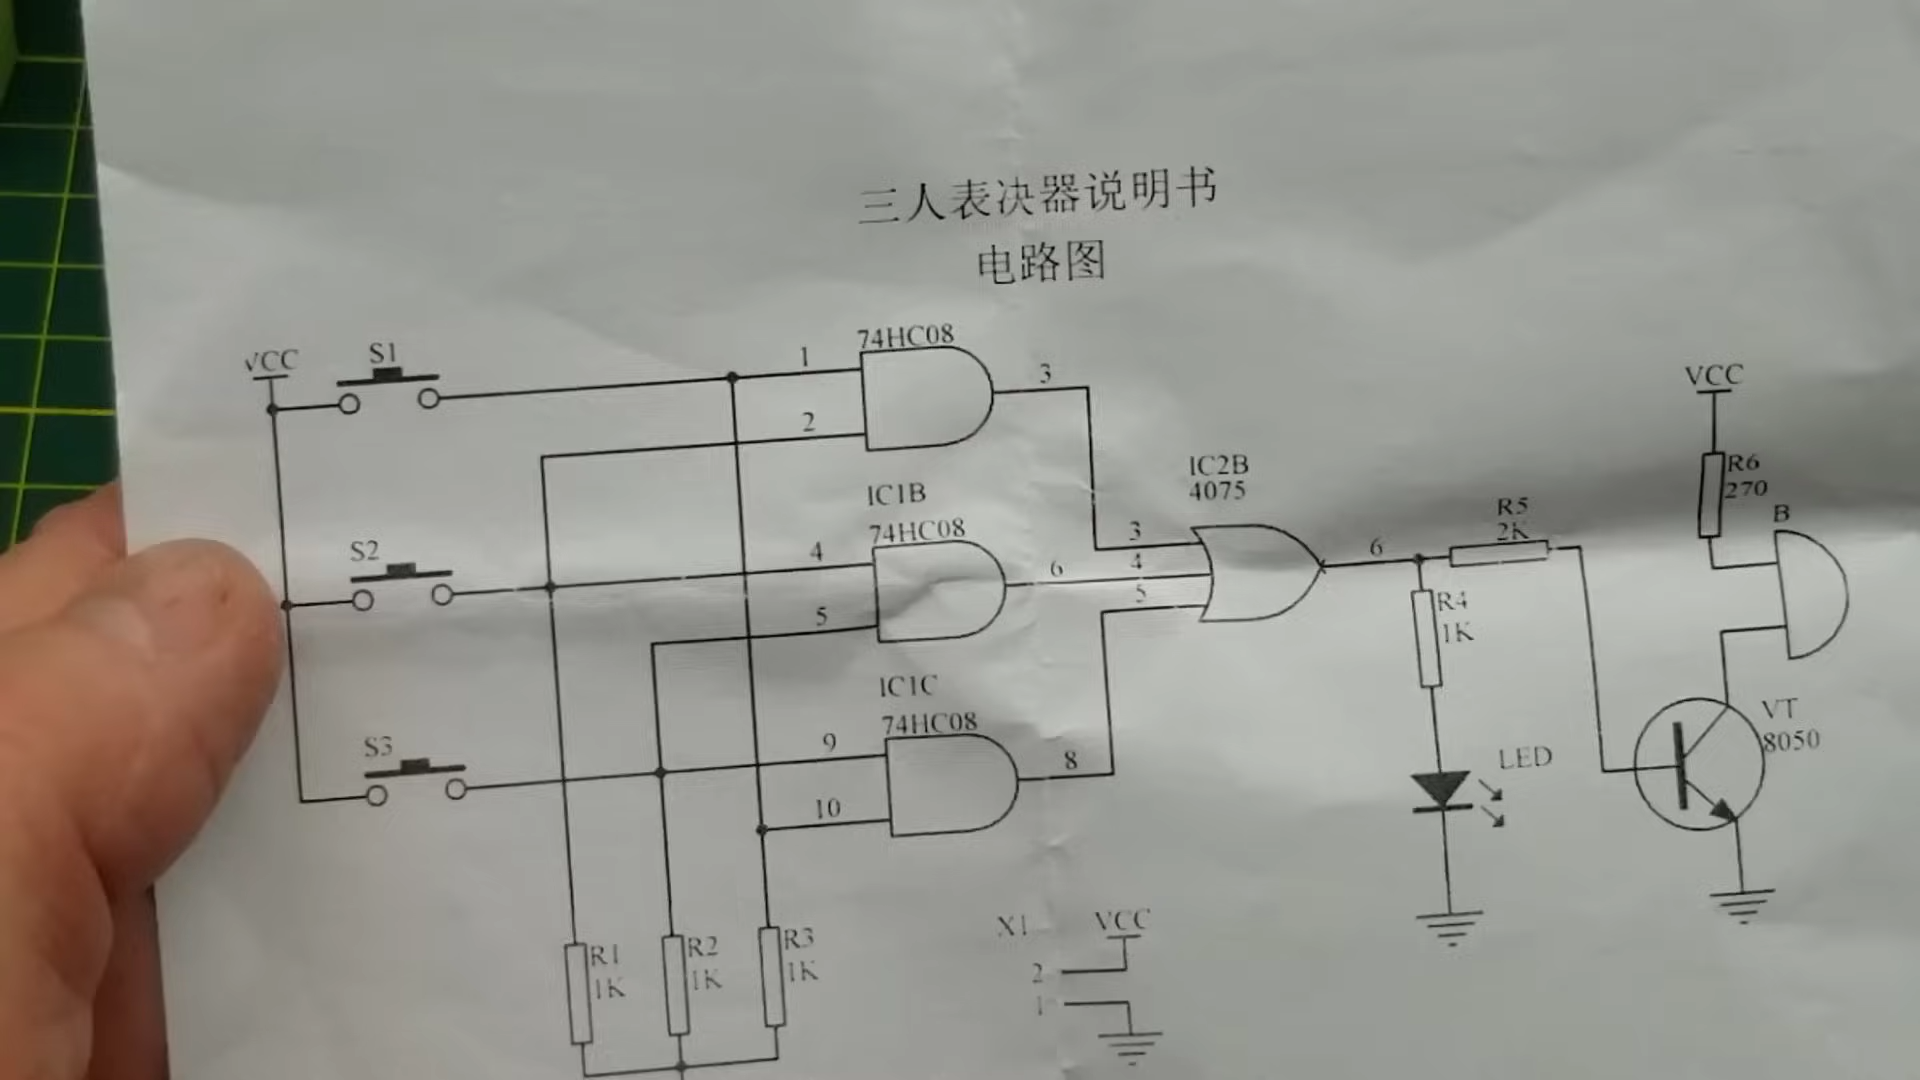 三人表决器说明书
电路图
VCC
S1
1
2
74HC08
3
S2
4
5
IC1B
74HC08
6
S3
9
10
IC1C
74HC08
8
IC2B
4075
3
4
5
6
R5
2K
R4
1K
LED
VCC
R6
270
B
VT
8050
R1
1K
R2
1K
R3
1K
X1
VCC
2
1